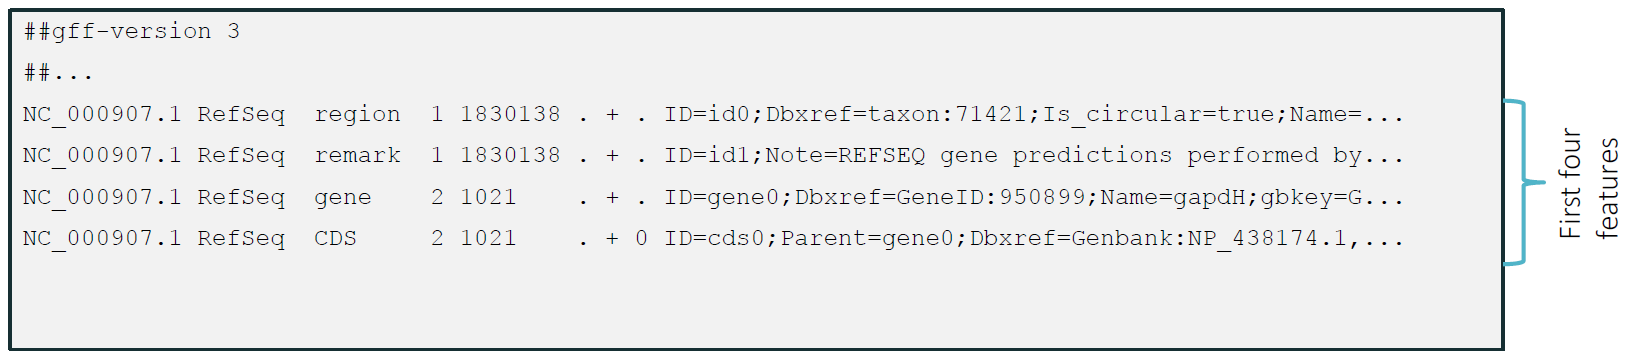 ##gff-version 3
##...
NC_000907.1 RefSeq  region  1 1830138 . + . ID=id0;Dbxref=taxon:71421;Is_circular=true;Name=...
NC_000907.1 RefSeq  remark  1 1830138 . + . ID=id1;Note=REFSEQ gene predictions performed by...
NC_000907.1 RefSeq  gene    2 1021    . + . ID=gene0;Dbxref=GeneID:950899;Name=gapdH;gbkey=G...
NC_000907.1 RefSeq  CDS     2 1021    . + 0 ID=cds0;Parent=gene0;Dbxref=Genbank:NP_438174.1,...
First four
features